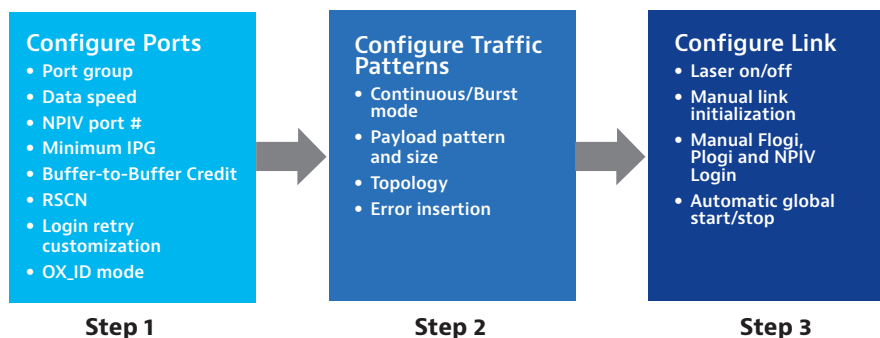 Configure Ports
• Port group
• Data speed
• NPIV port #
• Minimum IPG
• Buffer-to-Buffer Credit
• RSCN
• Login retry
customization
• OX_ID mode
Step 1
Configure Traffic
Patterns
• Continuous/Burst
mode
• Payload pattern
and size
• Topology
• Error insertion
Step 2
Configure Link
• Laser on/off
• Manual link
initialization
• Manual Flogi,
Plogi and NPIV
Login
• Automatic global
start/stop
Step 3